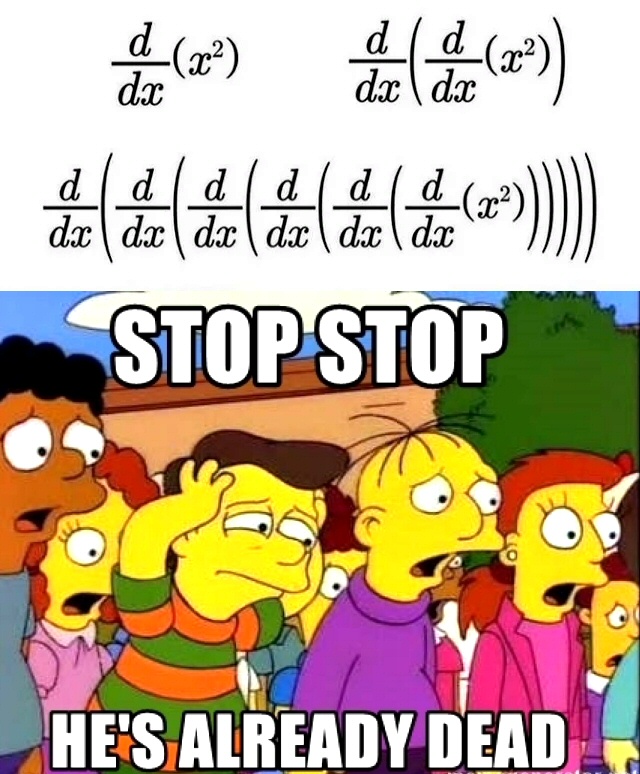 d/dx (x²) d/dx ( d/dx (x²) )
d/dx ( d/dx ( d/dx ( d/dx ( d/dx ( d/dx (x²) ) ) ) ) )
STOP STOP
HE'S ALREADY DEAD